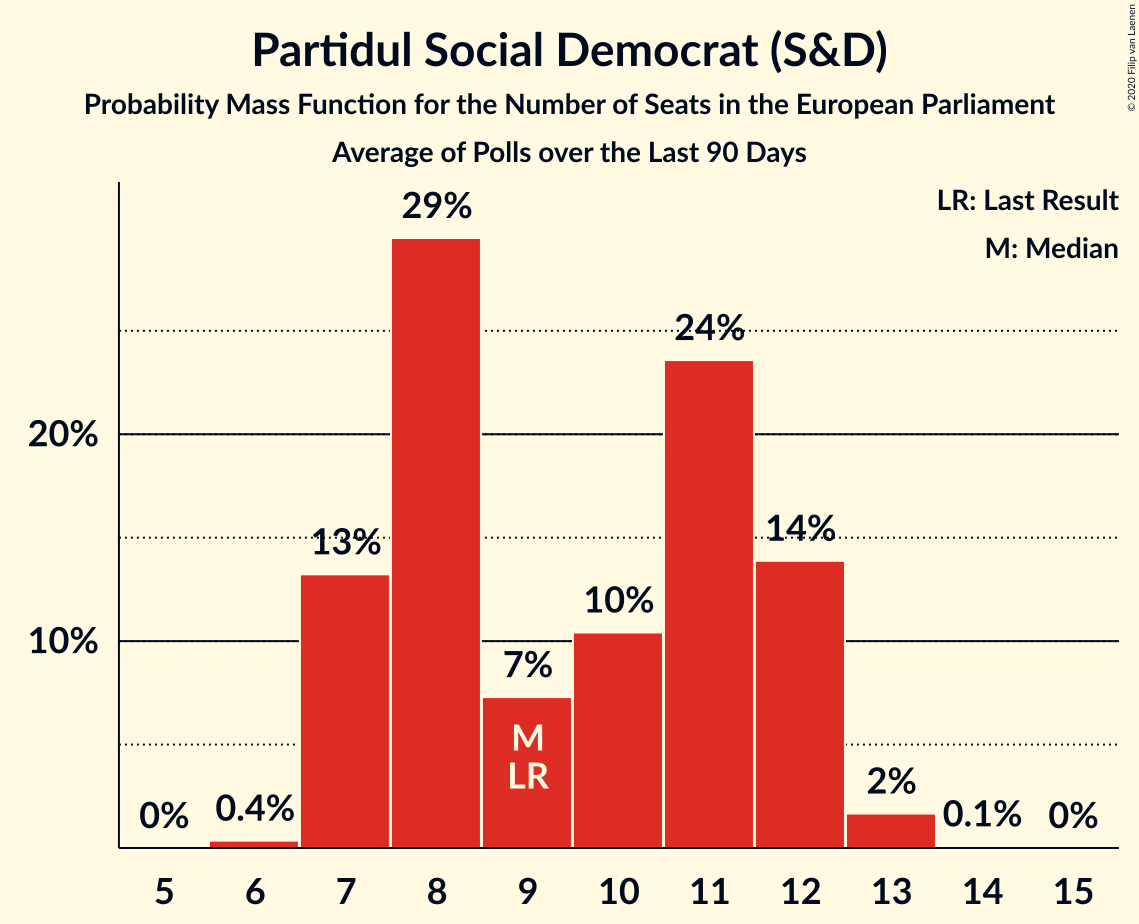 Partidul Social Democrat (S&D)
Probability Mass Function for the Number of Seats in the European Parliament
Average of Polls over the Last 90 Days
© 2020 Filip van Laenen
LR: Last Result
M: Median
29%
24%
20%
13%
14%
10%
10%
7%
M
LR
0%
0.4%
2%
0.1%
0%
5 6 7 8 9 10 11 12 13 14 15